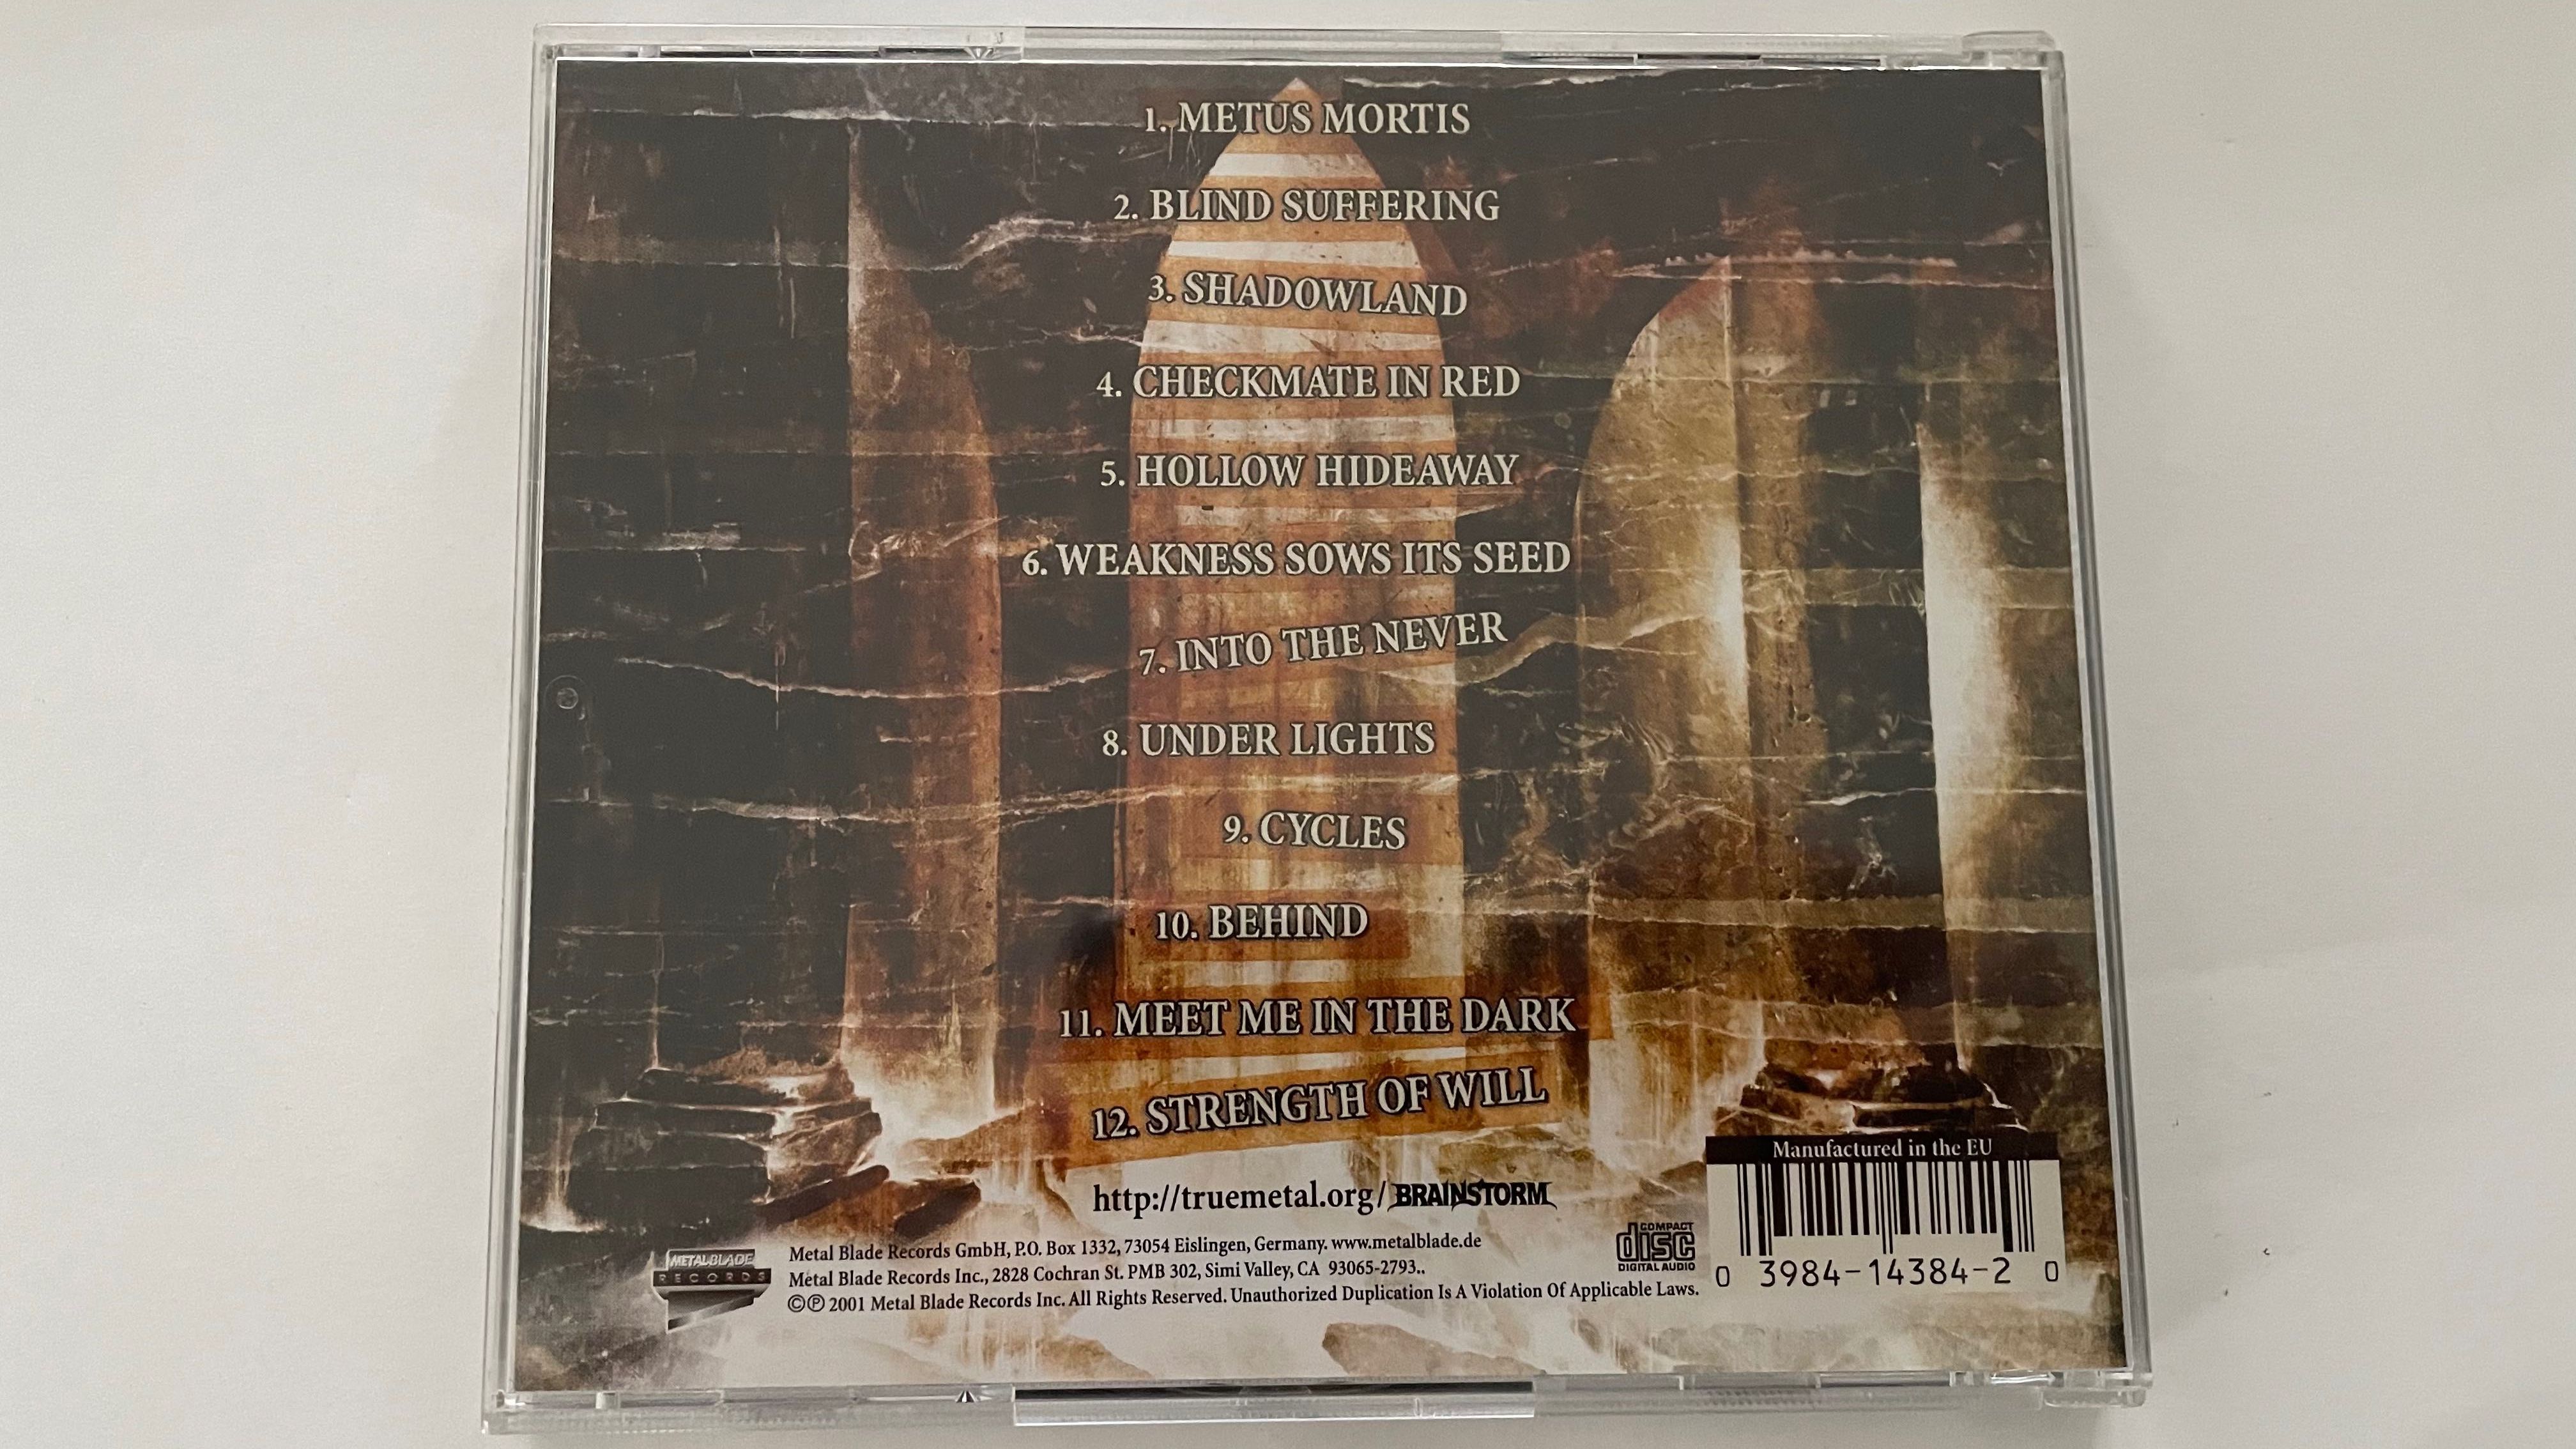 1. METUS MORTIS
2. BLIND SUFFERING
3. SHADOWLAND
4. CHECKMATE IN RED
5. HOLLOW HIDEAWAY
6. WEAKNESS SOWS ITS SEED
7. INTO THE NEVER
8. UNDER LIGHTS
9. CYCLES
10. BEHIND
11. MEET ME IN THE DARK
12. STRENGTH OF WILL
http://truemetal.org/BRAINSTORM
METAL BLADE
RECORDS
Metal Blade Records GmbH, P.O. Box 1332, 73054 Eislingen, Germany. www.metalblade.de
Metal Blade Records Inc., 2828 Cochran St. PMB 302, Simi Valley, CA 93065-2793..
©℗ 2001 Metal Blade Records Inc. All Rights Reserved. Unauthorized Duplication Is A Violation Of Applicable Laws.
COMPACT
disc
DIGITAL AUDIO
Manufactured in the EU
0 3984-14384-2 0